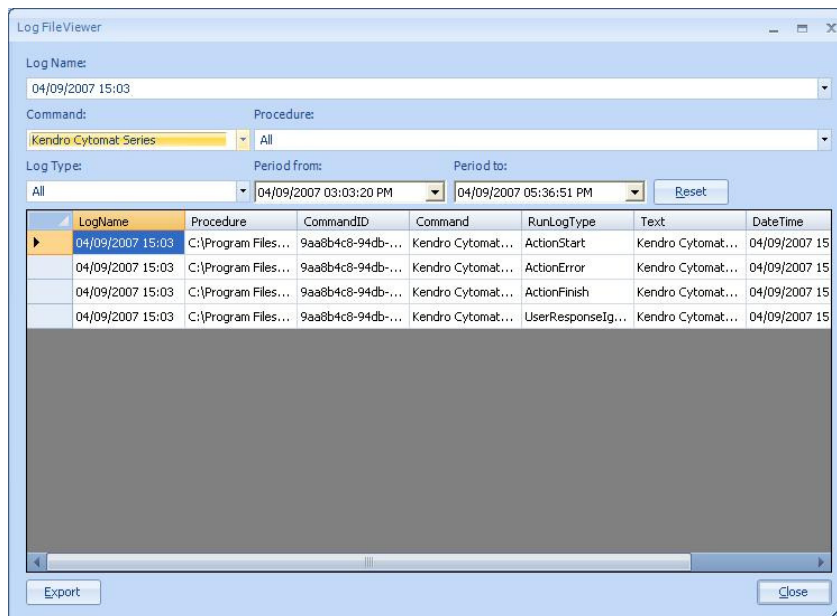 Log FileViewer
Log Name:
04/09/2007 15:03
Command: Procedure:
Kendro Cytomat Series All
Log Type: Period from: Period to:
All 04/09/2007 03:03:20 PM 04/09/2007 05:36:51 PM Reset
LogName Procedure CommandID Command RunLogType Text DateTime
04/09/2007 15:03 C:\Program Files... 9aa8b4c8-94db-... Kendro Cytomat... ActionStart Kendro Cytomat... 04/09/2007 15
04/09/2007 15:03 C:\Program Files... 9aa8b4c8-94db-... Kendro Cytomat... ActionError Kendro Cytomat... 04/09/2007 15
04/09/2007 15:03 C:\Program Files... 9aa8b4c8-94db-... Kendro Cytomat... ActionFinish Kendro Cytomat... 04/09/2007 15
04/09/2007 15:03 C:\Program Files... 9aa8b4c8-94db-... Kendro Cytomat... UserResponseIg... Kendro Cytomat... 04/09/2007 15
Export Close